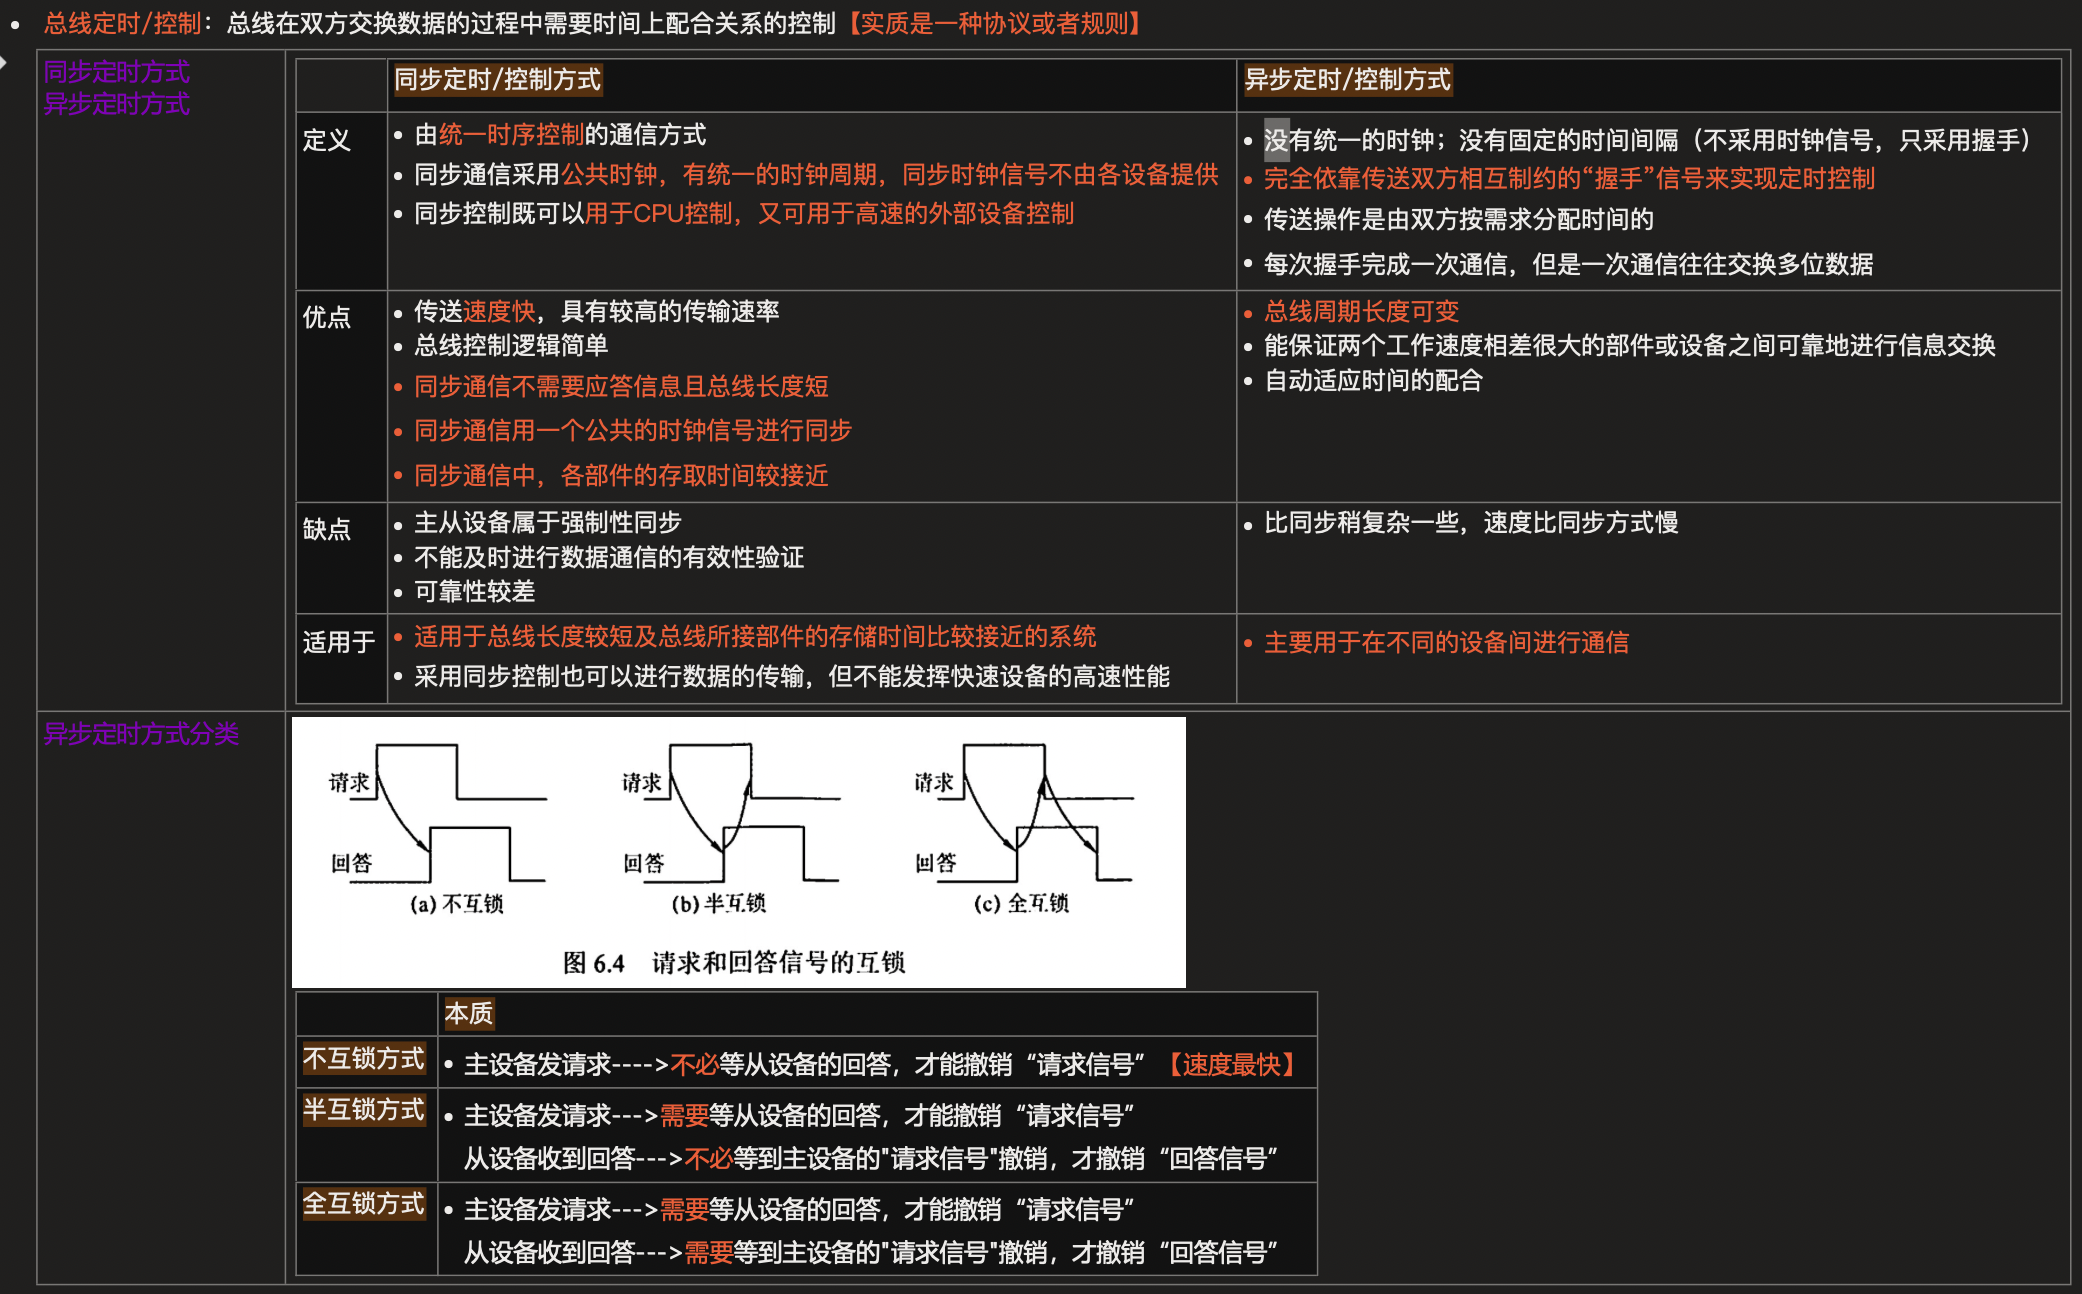 总线定时/控制：总线在双方交换数据的过程中需要时间上配合关系的控制【实质是一种协议或者规则】
同步定时方式
异步定时方式
同步定时/控制方式
异步定时/控制方式
定义
由统一时序控制的通信方式
同步通信采用公共时钟，有统一的时钟周期，同步时钟信号不由各设备提供
同步控制既可以用于CPU控制，又可用于高速的外部设备控制
没有统一的时钟；没有固定的时间间隔（不采用时钟信号，只采用握手）
完全依靠传送双方相互制约的“握手”信号来实现定时控制
传送操作是由双方按需求分配时间的
每次握手完成一次通信，但是一次通信往往交换多位数据
优点
传送速度快，具有较高的传输速率
总线控制逻辑简单
同步通信不需要应答信息且总线长度短
同步通信用一个公共的时钟信号进行同步
同步通信中，各部件的存取时间较接近
总线周期长度可变
能保证两个工作速度相差很大的部件或设备之间可靠地进行信息交换
自动适应时间的配合
缺点
主从设备属于强制性同步
不能及时进行数据通信的有效性验证
可靠性较差
比同步稍复杂一些，速度比同步方式慢
适用于
适用于总线长度较短及总线所接部件的存储时间比较接近的系统
采用同步控制也可以进行数据的传输，但不能发挥快速设备的高速性能
主要用于在不同的设备间进行通信
异步定时方式分类
请求
请求
请求
回答
回答
回答
(a) 不互锁
(b) 半互锁
(c) 全互锁
图 6.4 请求和回答信号的互锁
本质
不互锁方式
主设备发请求---->不必等从设备的回答，才能撤销“请求信号”【速度最快】
半互锁方式
主设备发请求--->需要等从设备的回答，才能撤销“请求信号”
从设备收到回答--->不必等到主设备的"请求信号"撤销，才撤销“回答信号”
全互锁方式
主设备发请求--->需要等从设备的回答，才能撤销“请求信号”
从设备收到回答--->需要等到主设备的"请求信号"撤销，才撤销“回答信号”